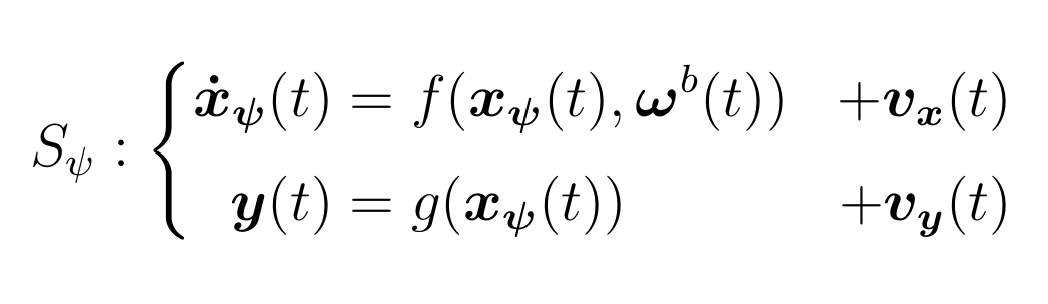 S_ψ : { ẋ_ψ(t) = f(x_ψ(t), ω^b(t)) +v_x(t)
y(t) = g(x_ψ(t)) +v_y(t)